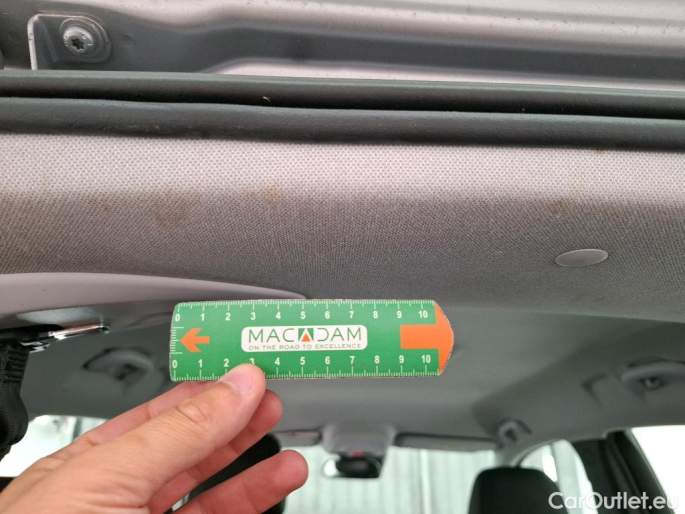 0 1 2 3 4 5 6 7 8 9 10
MACADAM
ON THE ROAD TO EXCELLENCE
0 1 2 4 5 6 7 8 9 10
CarOutlet.eu